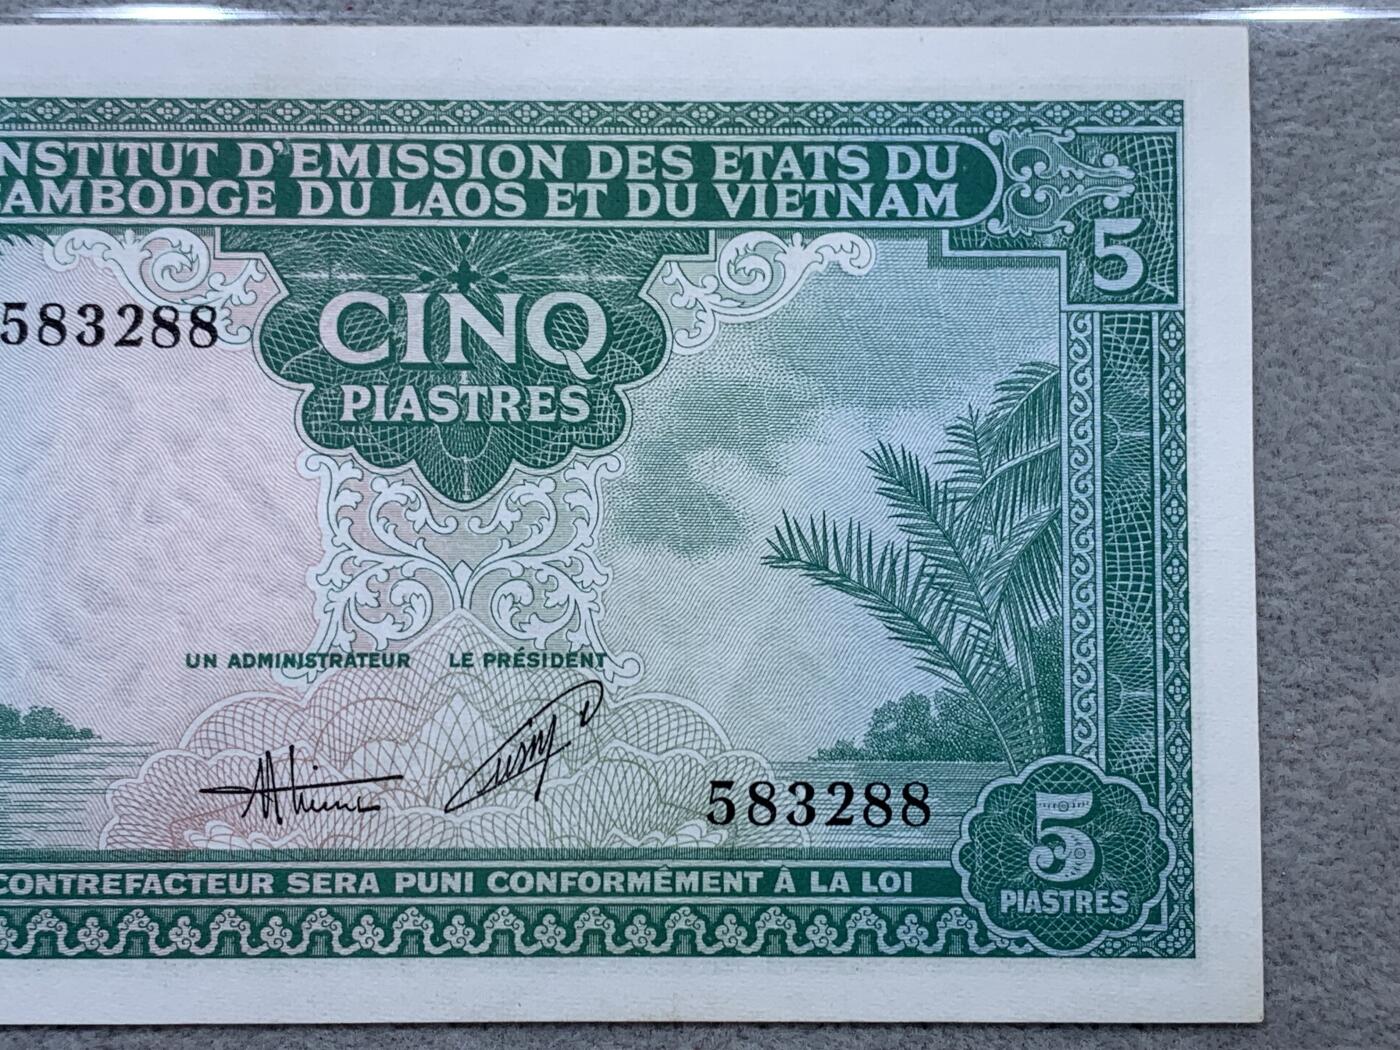 NSTITUT D'EMISSION DES ETATS DU
CAMBODGE DU LAOS ET DU VIETNAM
5
583288
CINQ
PIASTRES
UN ADMINISTRATEUR LE PRÉSIDENT
583288
5
PIASTRES
CONTREFACTEUR SERA PUNI CONFORMÉMENT À LA LOI